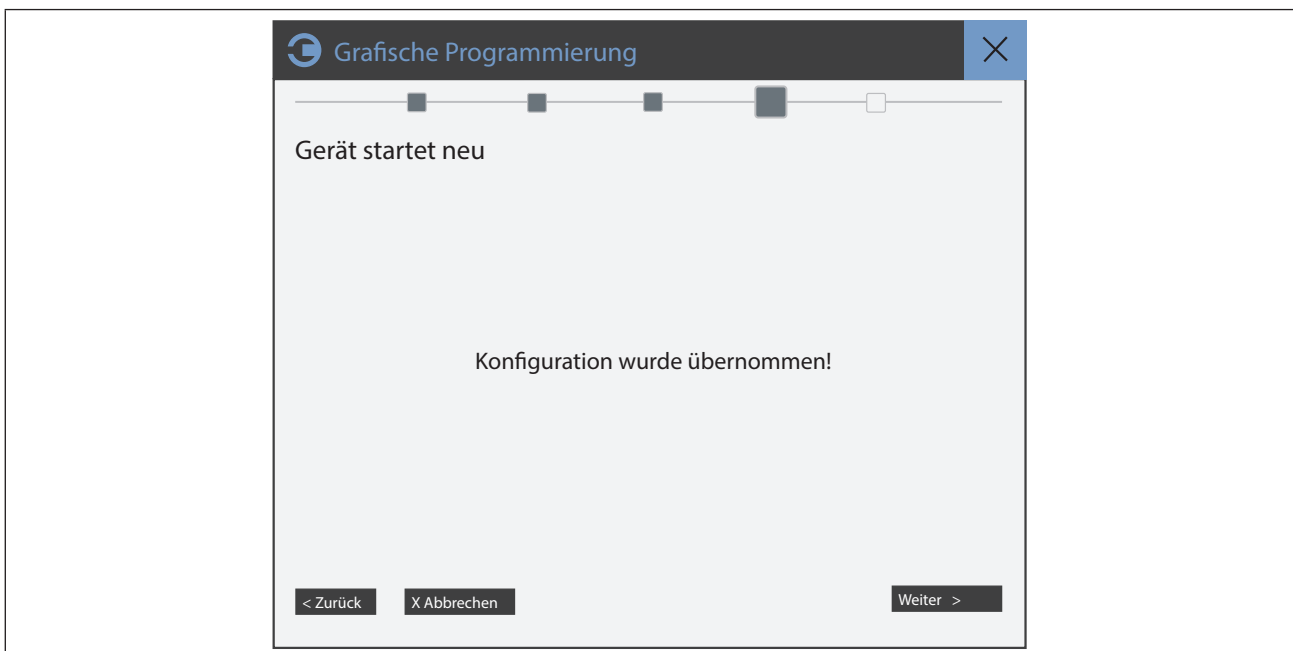 Grafische Programmierung
Gerät startet neu
Konfiguration wurde übernommen!
< Zurück X Abbrechen Weiter >